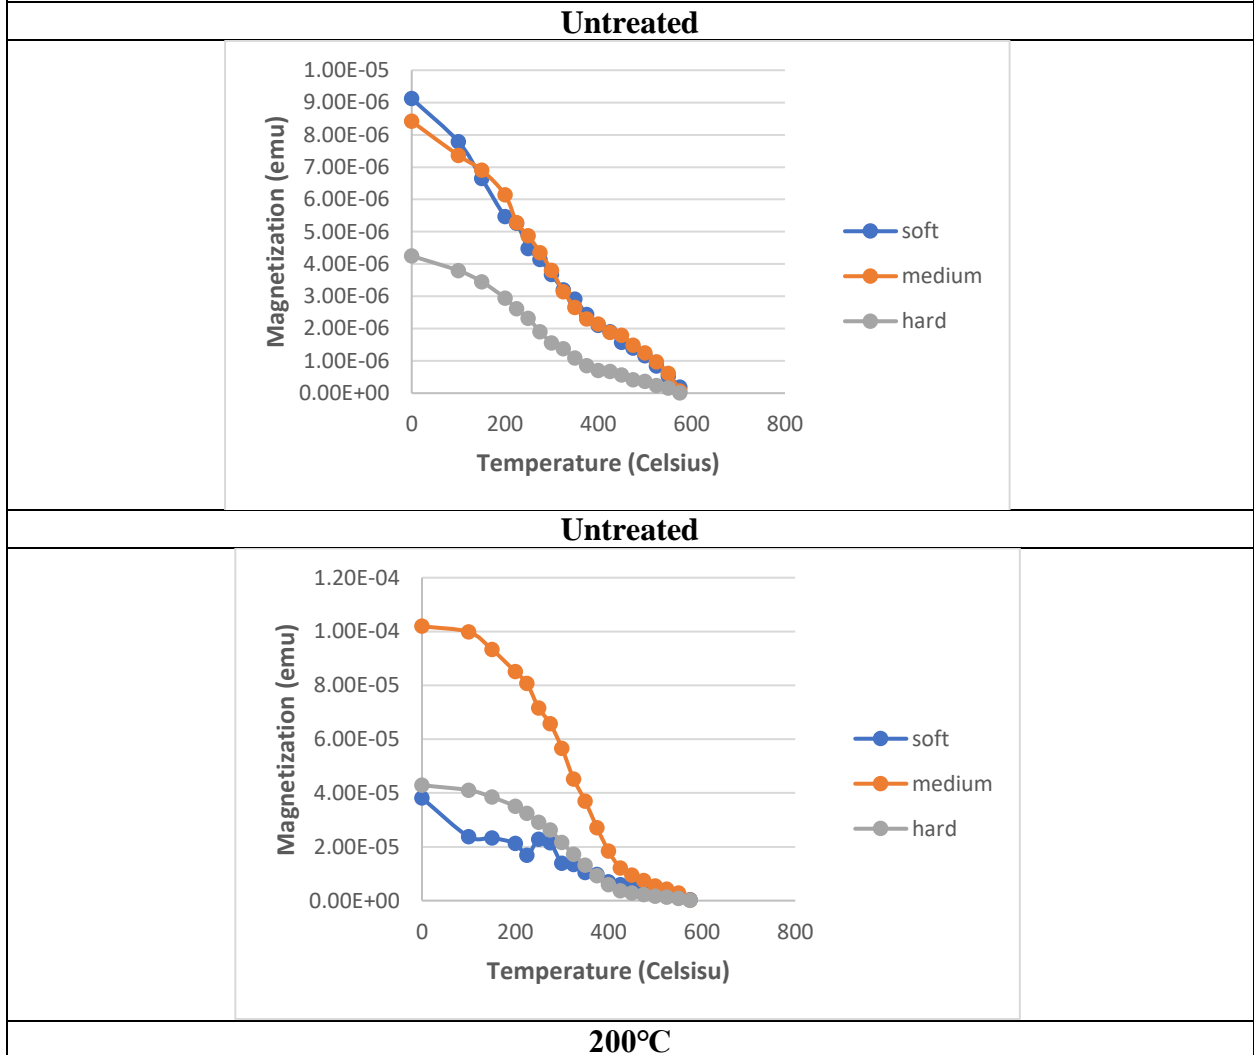 Untreated
1.00E-05
9.00E-06
8.00E-06
7.00E-06
6.00E-06
5.00E-06
4.00E-06
3.00E-06
2.00E-06
1.00E-06
0.00E+00
Magnetization (emu)
0 200 400 600 800
Temperature (Celsius)
soft
medium
hard
Untreated
1.20E-04
1.00E-04
8.00E-05
6.00E-05
4.00E-05
2.00E-05
0.00E+00
Magnetization (emu)
0 200 400 600 800
Temperature (Celsisu)
soft
medium
hard
200°C